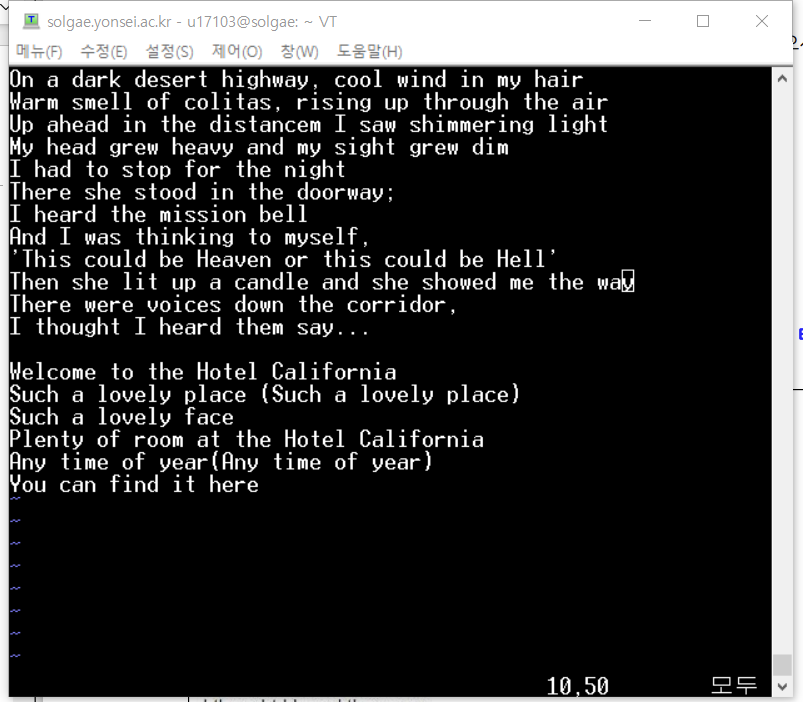 solgae.yonsei.ac.kr - u17103@solgae: ~ VT
메뉴(F) 수정(E) 설정(S) 제어(O) 창(W) 도움말(H)
On a dark desert highway, cool wind in my hair
Warm smell of colitas, rising up through the air
Up ahead in the distancem I saw shimmering light
My head grew heavy and my sight grew dim
I had to stop for the night
There she stood in the doorway;
I heard the mission bell
And I was thinking to myself,
'This could be Heaven or this could be Hell'
Then she lit up a candle and she showed me the way
There were voices down the corridor,
I thought I heard them say...

Welcome to the Hotel California
Such a lovely place (Such a lovely place)
Such a lovely face
Plenty of room at the Hotel California
Any time of year(Any time of year)
You can find it here
~
~
~
~
~
~
~
~
10,50 모두